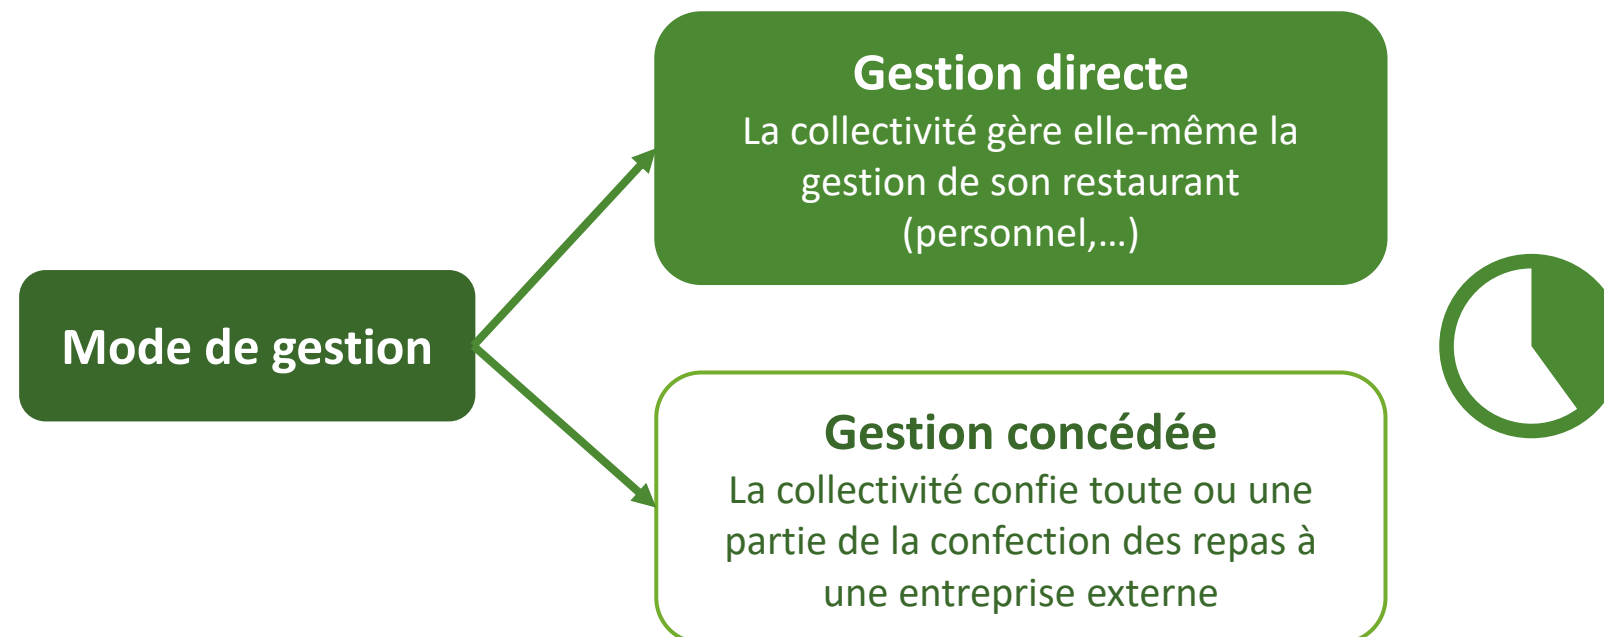 Gestion directe
La collectivité gère elle-même la
gestion de son restaurant
(personnel,…)
Mode de gestion
Gestion concédée
La collectivité confie toute ou une
partie de la confection des repas à
une entreprise externe